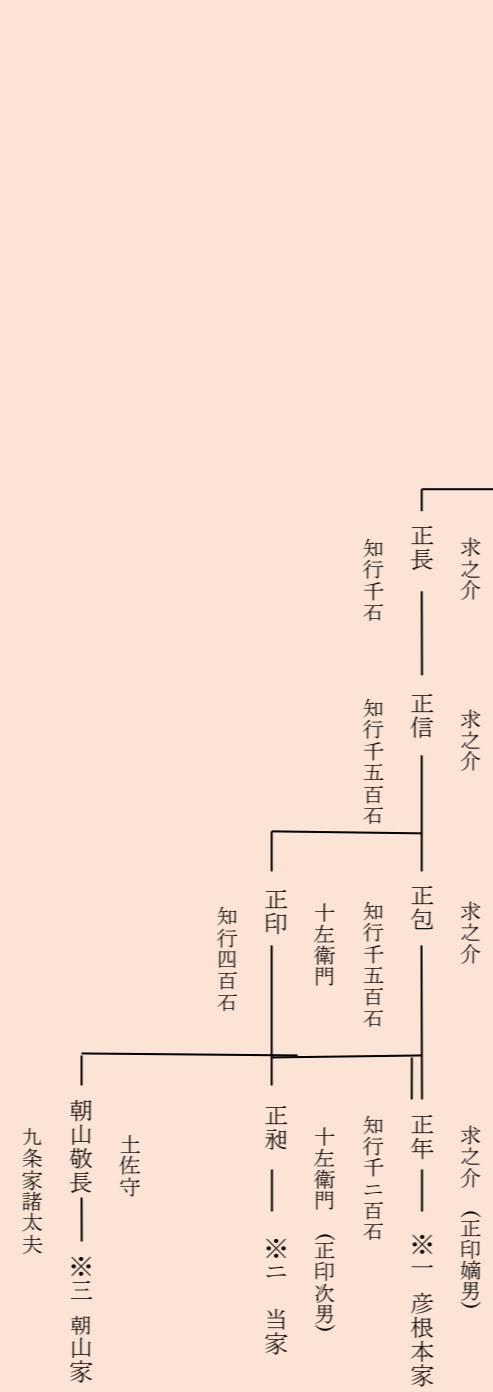 求之介
正長
知行千石
求之介
正信
知行千五百石
求之介
正包
知行千五百石
十左衛門
正印
知行四百石
求之介 (正印嫡男)
正年 ※一 彦根本家
知行千二百石
十左衛門 (正印次男)
正昶 ※二 当家
土佐守
朝山敬長 ※三 朝山家
九条家諸太夫